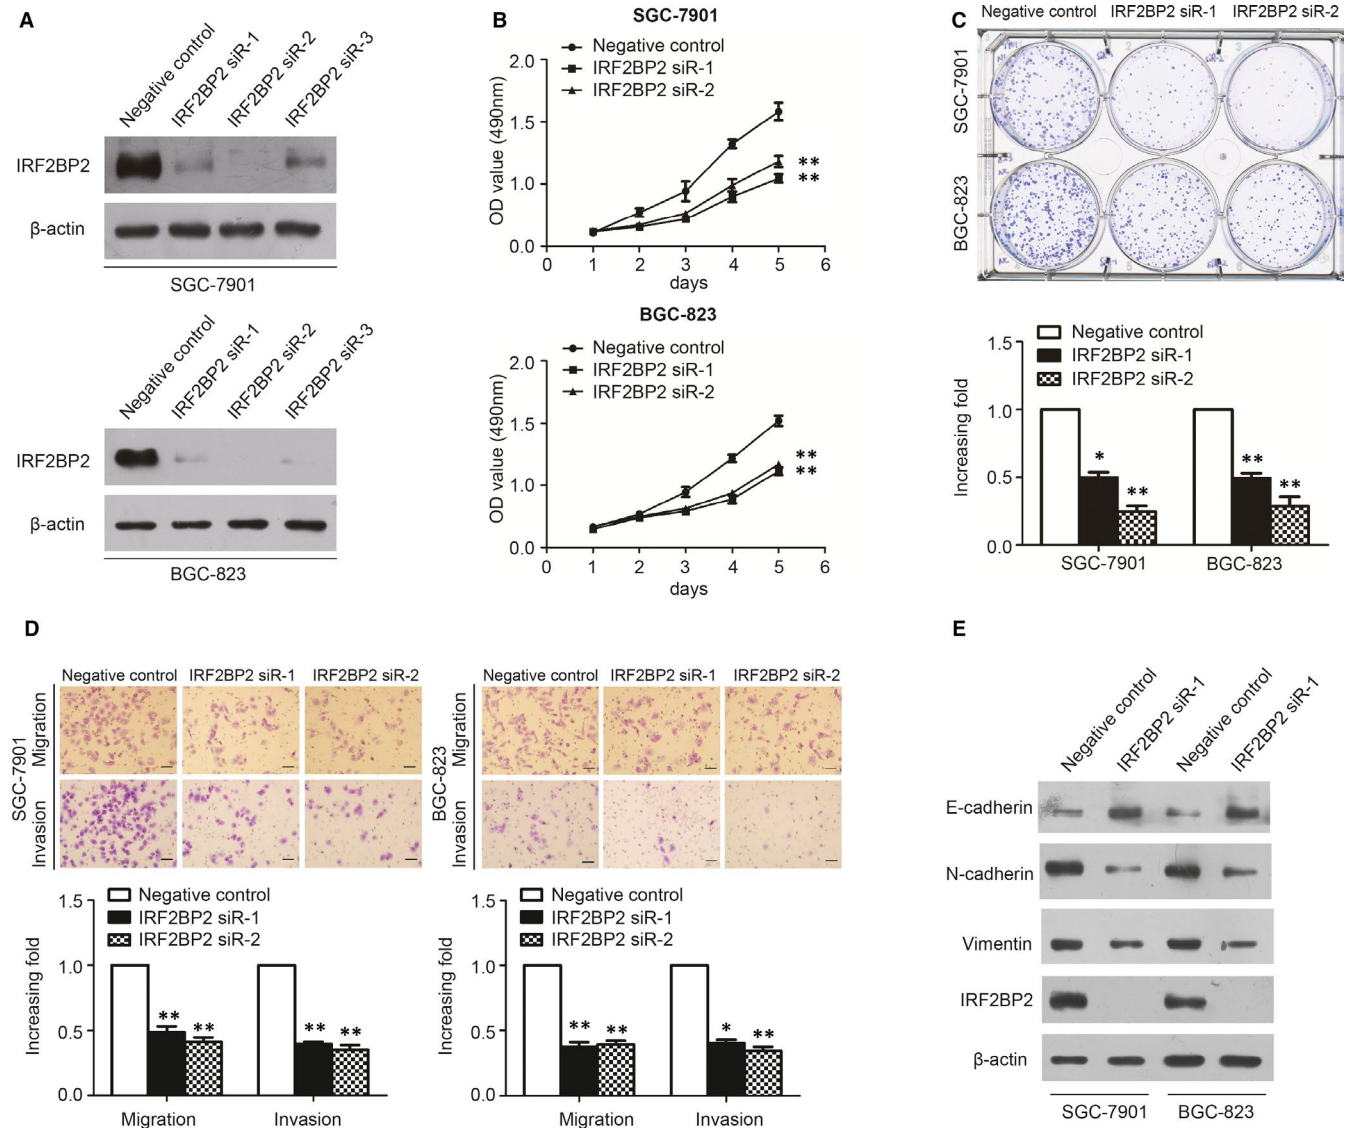 A
Negative control
IRF2BP2 siR-1
IRF2BP2 siR-2
IRF2BP2 siR-3
IRF2BP2
β-actin
SGC-7901
Negative control
IRF2BP2 siR-1
IRF2BP2 siR-2
IRF2BP2 siR-3
IRF2BP2
β-actin
BGC-823
B
SGC-7901
Negative control
IRF2BP2 siR-1
IRF2BP2 siR-2
OD value (490nm)
2.0
1.5
1.0
0.0
0 1 2 3 4 5 6
days
**
**
BGC-823
Negative control
IRF2BP2 siR-1
IRF2BP2 siR-2
OD value (490nm)
2.0
1.5
1.0
0.0
0 1 2 3 4 5 6
days
**
**
C
Negative control IRF2BP2 siR-1 IRF2BP2 siR-2
SGC-7901
BGC-823
Negative control
IRF2BP2 siR-1
IRF2BP2 siR-2
Increasing fold
1.5
1.0
0.5
0.0
* ** ** **
SGC-7901 BGC-823
D
Negative control IRF2BP2 siR-1 IRF2BP2 siR-2
SGC-7901
Migration
Invasion
Negative control IRF2BP2 siR-1 IRF2BP2 siR-2
BGC-823
Migration
Invasion
Negative control
IRF2BP2 siR-1
IRF2BP2 siR-2
Increasing fold
1.5
1.0
0.5
0.0
** ** ** **
Migration Invasion
Negative control
IRF2BP2 siR-1
IRF2BP2 siR-2
Increasing fold
1.5
1.0
0.5
0.0
** ** * **
Migration Invasion
E
Negative control
IRF2BP2 siR-1
Negative control
IRF2BP2 siR-1
E-cadherin
N-cadherin
Vimentin
IRF2BP2
β-actin
SGC-7901 BGC-823